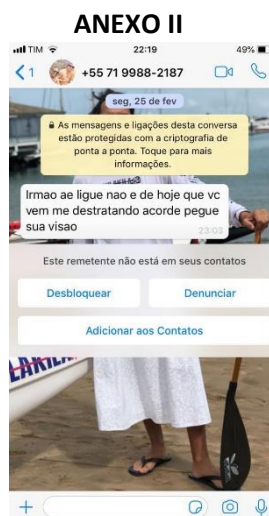 ANEXO II
TIM 22:19 49%
1 +55 71 9988-2187
seg, 25 de fev
As mensagens e ligações desta conversa
estão protegidas com a criptografia de
ponta a ponta. Toque para mais
informações.
Irmao ae ligue nao e de hoje que vc
vem me destratando acorde pegue
sua visao
23:03
Este remetente não está em seus contatos
Desbloquear Denunciar
Adicionar aos Contatos